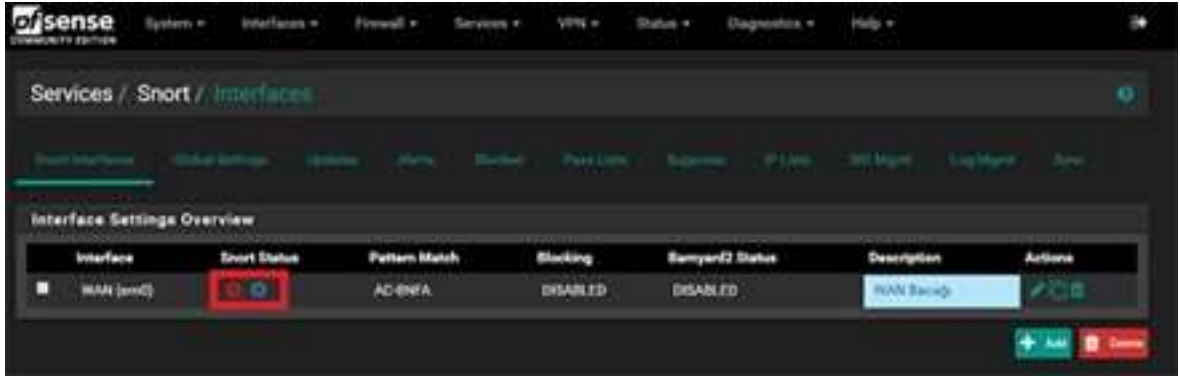 pfsense System Interfaces Firewall Services VPN Status Diagnostics Help
COMMUNITY EDITION
Services / Snort / Interfaces
Snort Interfaces Global Settings Updates Alerts Blocked Pass Lists Suppress IP Lists SID Mgmt Log Mgmt Sync
Interface Settings Overview
Interface Snort Status Pattern Match Blocking Barnyard2 Status Description Actions
WAN (em0) AC-BNFA DISABLED DISABLED WAN Bacağı
Add Delete